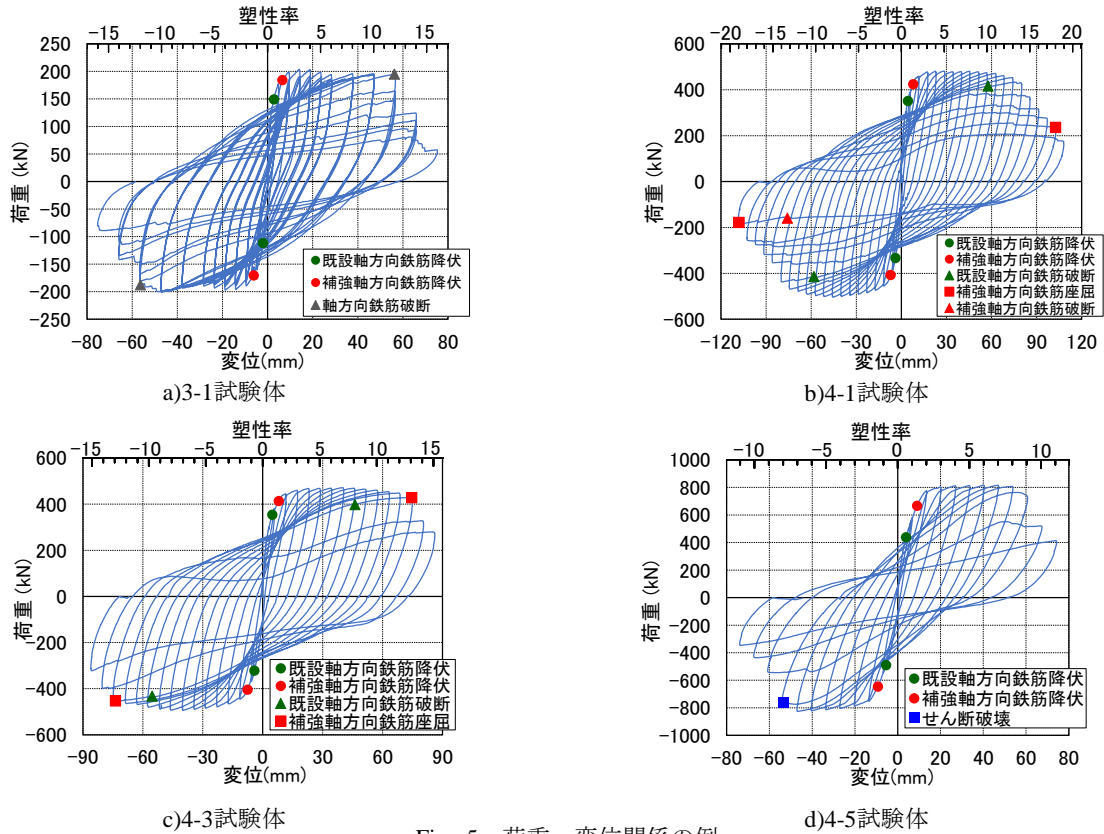 塑性率
-15 -10 -5 0 5 10 15
250
200
150
100
50
0
-50
-100
-150
-200
-250
荷重 (kN)
既設軸方向鉄筋降伏
補強軸方向鉄筋降伏
軸方向鉄筋破断
-80 -60 -40 -20 0 20 40 60 80
変位(mm)
a)3-1試験体
塑性率
-20 -15 -10 -5 0 5 10 15 20
600
400
200
0
-200
-400
-600
荷重 (kN)
既設軸方向鉄筋降伏
補強軸方向鉄筋降伏
既設軸方向鉄筋破断
補強軸方向鉄筋座屈
補強軸方向鉄筋破断
-120 -90 -60 -30 0 30 60 90 120
変位(mm)
b)4-1試験体
塑性率
-15 -10 -5 0 5 10 15
600
400
200
0
-200
-400
-600
荷重 (kN)
既設軸方向鉄筋降伏
補強軸方向鉄筋降伏
既設軸方向鉄筋破断
補強軸方向鉄筋座屈
-90 -60 -30 0 30 60 90
変位(mm)
c)4-3試験体
塑性率
-10 -5 0 5 10
1000
800
600
400
200
0
-200
-400
-600
-800
-1000
荷重 (kN)
既設軸方向鉄筋降伏
補強軸方向鉄筋降伏
せん断破壊
-80 -60 -40 -20 0 20 40 60 80
変位(mm)
d)4-5試験体